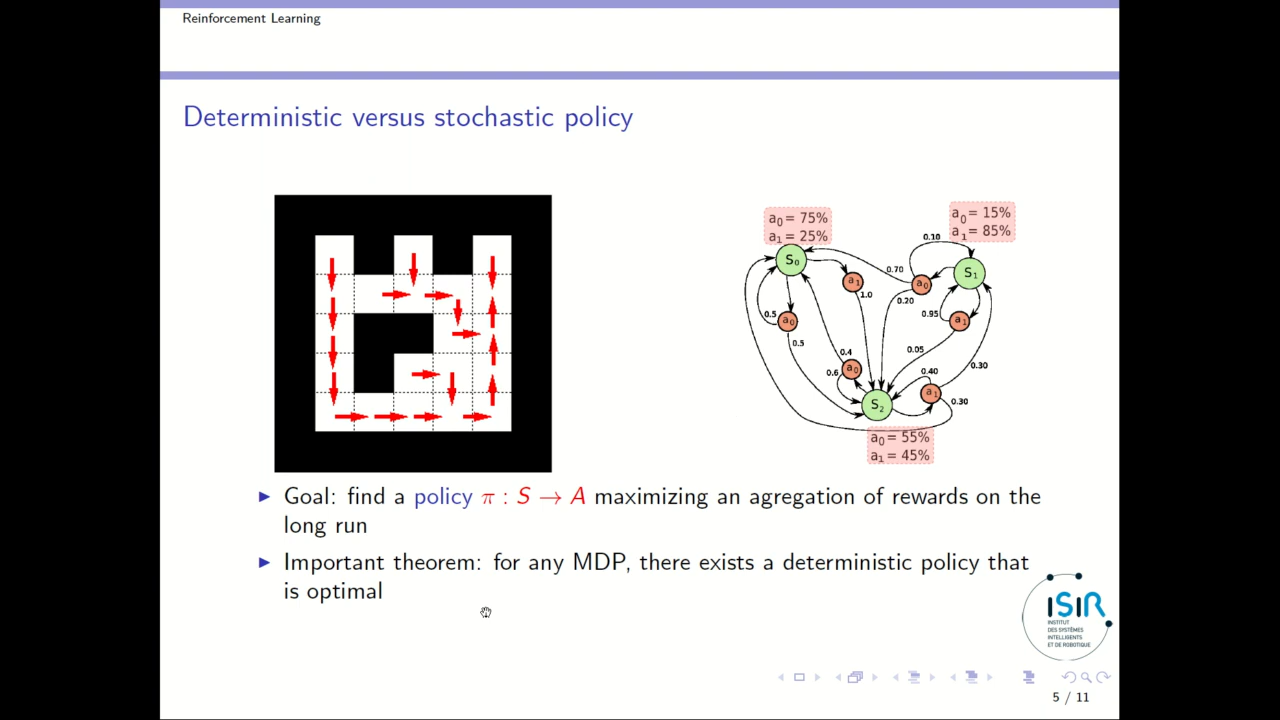 Reinforcement Learning
Deterministic versus stochastic policy
a0 = 75%
a1 = 25%
a0 = 15%
a1 = 85%
0.10
S0
S1
0.70
a1
a0
1.0
0.20
0.5
a0
0.95
a1
0.5
0.05
0.4
a0
0.6
0.40
0.30
a1
0.30
S2
a0 = 55%
a1 = 45%
▶ Goal: find a policy π : S → A maximizing an agregation of rewards on the
long run
▶ Important theorem: for any MDP, there exists a deterministic policy that
is optimal
ISIR
INSTITUT
DES SYSTÈMES
INTELLIGENTS
ET DE ROBOTIQUE
5 / 11